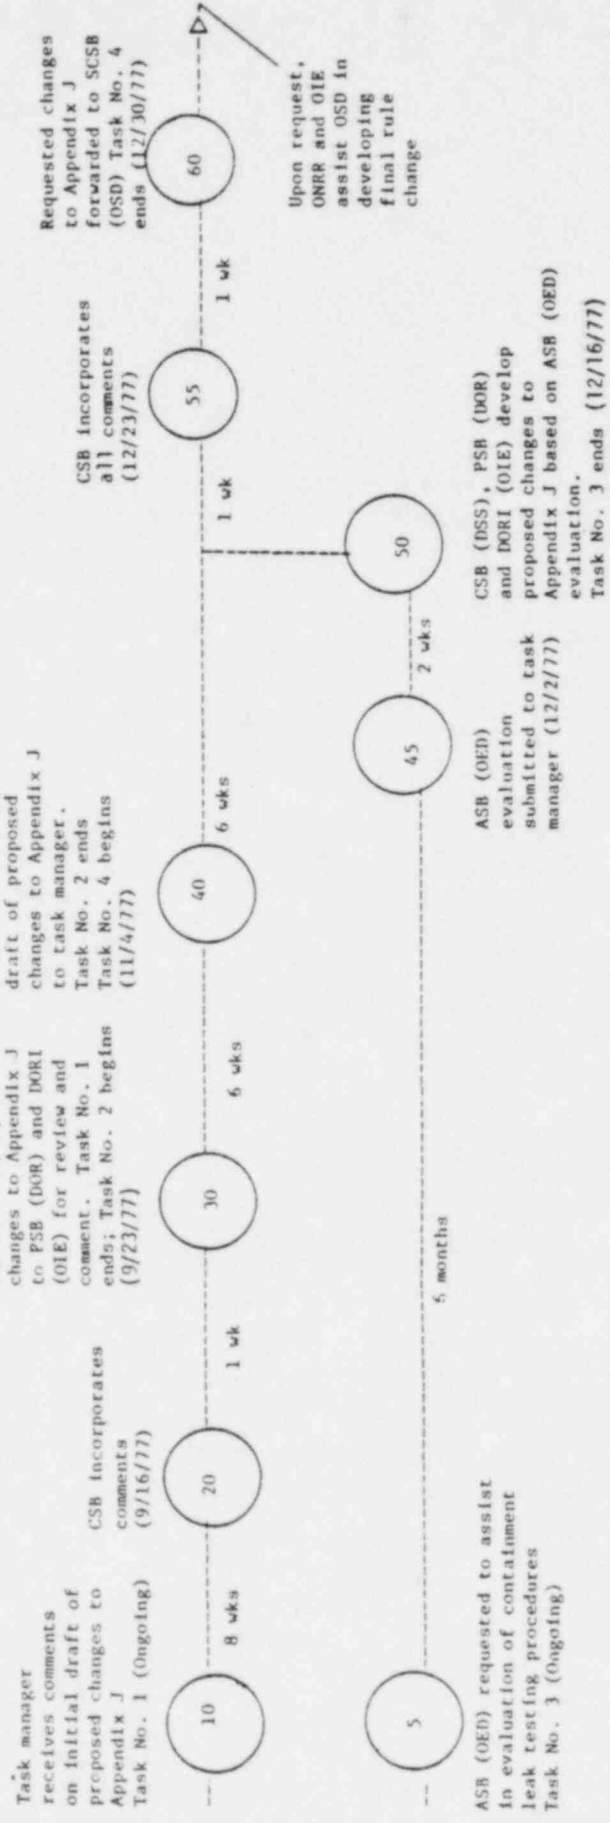 Task manager
receives comments
on initial draft of
proposed changes to
Appendix J
Task No. 1 (Ongoing)
10
8 wks
CSB incorporates
comments
(9/16/77)
20
1 wk
changes to Appendix J
to PSB (DOR) and DORI
(OIE) for review and
comment. Task No. 1
ends; Task No. 2 begins
(9/23/77)
30
6 wks
draft of proposed
changes to Appendix J
to task manager.
Task No. 2 ends
Task No. 4 begins
(11/4/77)
40
6 wks
CSB incorporates
all comments
(12/23/77)
1 wk
55
1 wk
Requested changes
to Appendix J
forwarded to SCSB
(OSD) Task No. 4
ends (12/30/77)
60
Upon request,
ONRR and OIE
assist OSD in
developing
final rule
change
5
ASB (OED) requested to assist
in evaluation of containment
leak testing procedures
Task No. 3 (Ongoing)
months
45
ASB (OED)
evaluation
submitted to task
manager (12/2/77)
2 wks
50
CSB (DSS), PSB (DOR)
and DORI (OIE) develop
proposed changes to
Appendix J based on ASB (OED)
evaluation.
Task No. 3 ends (12/16/77)